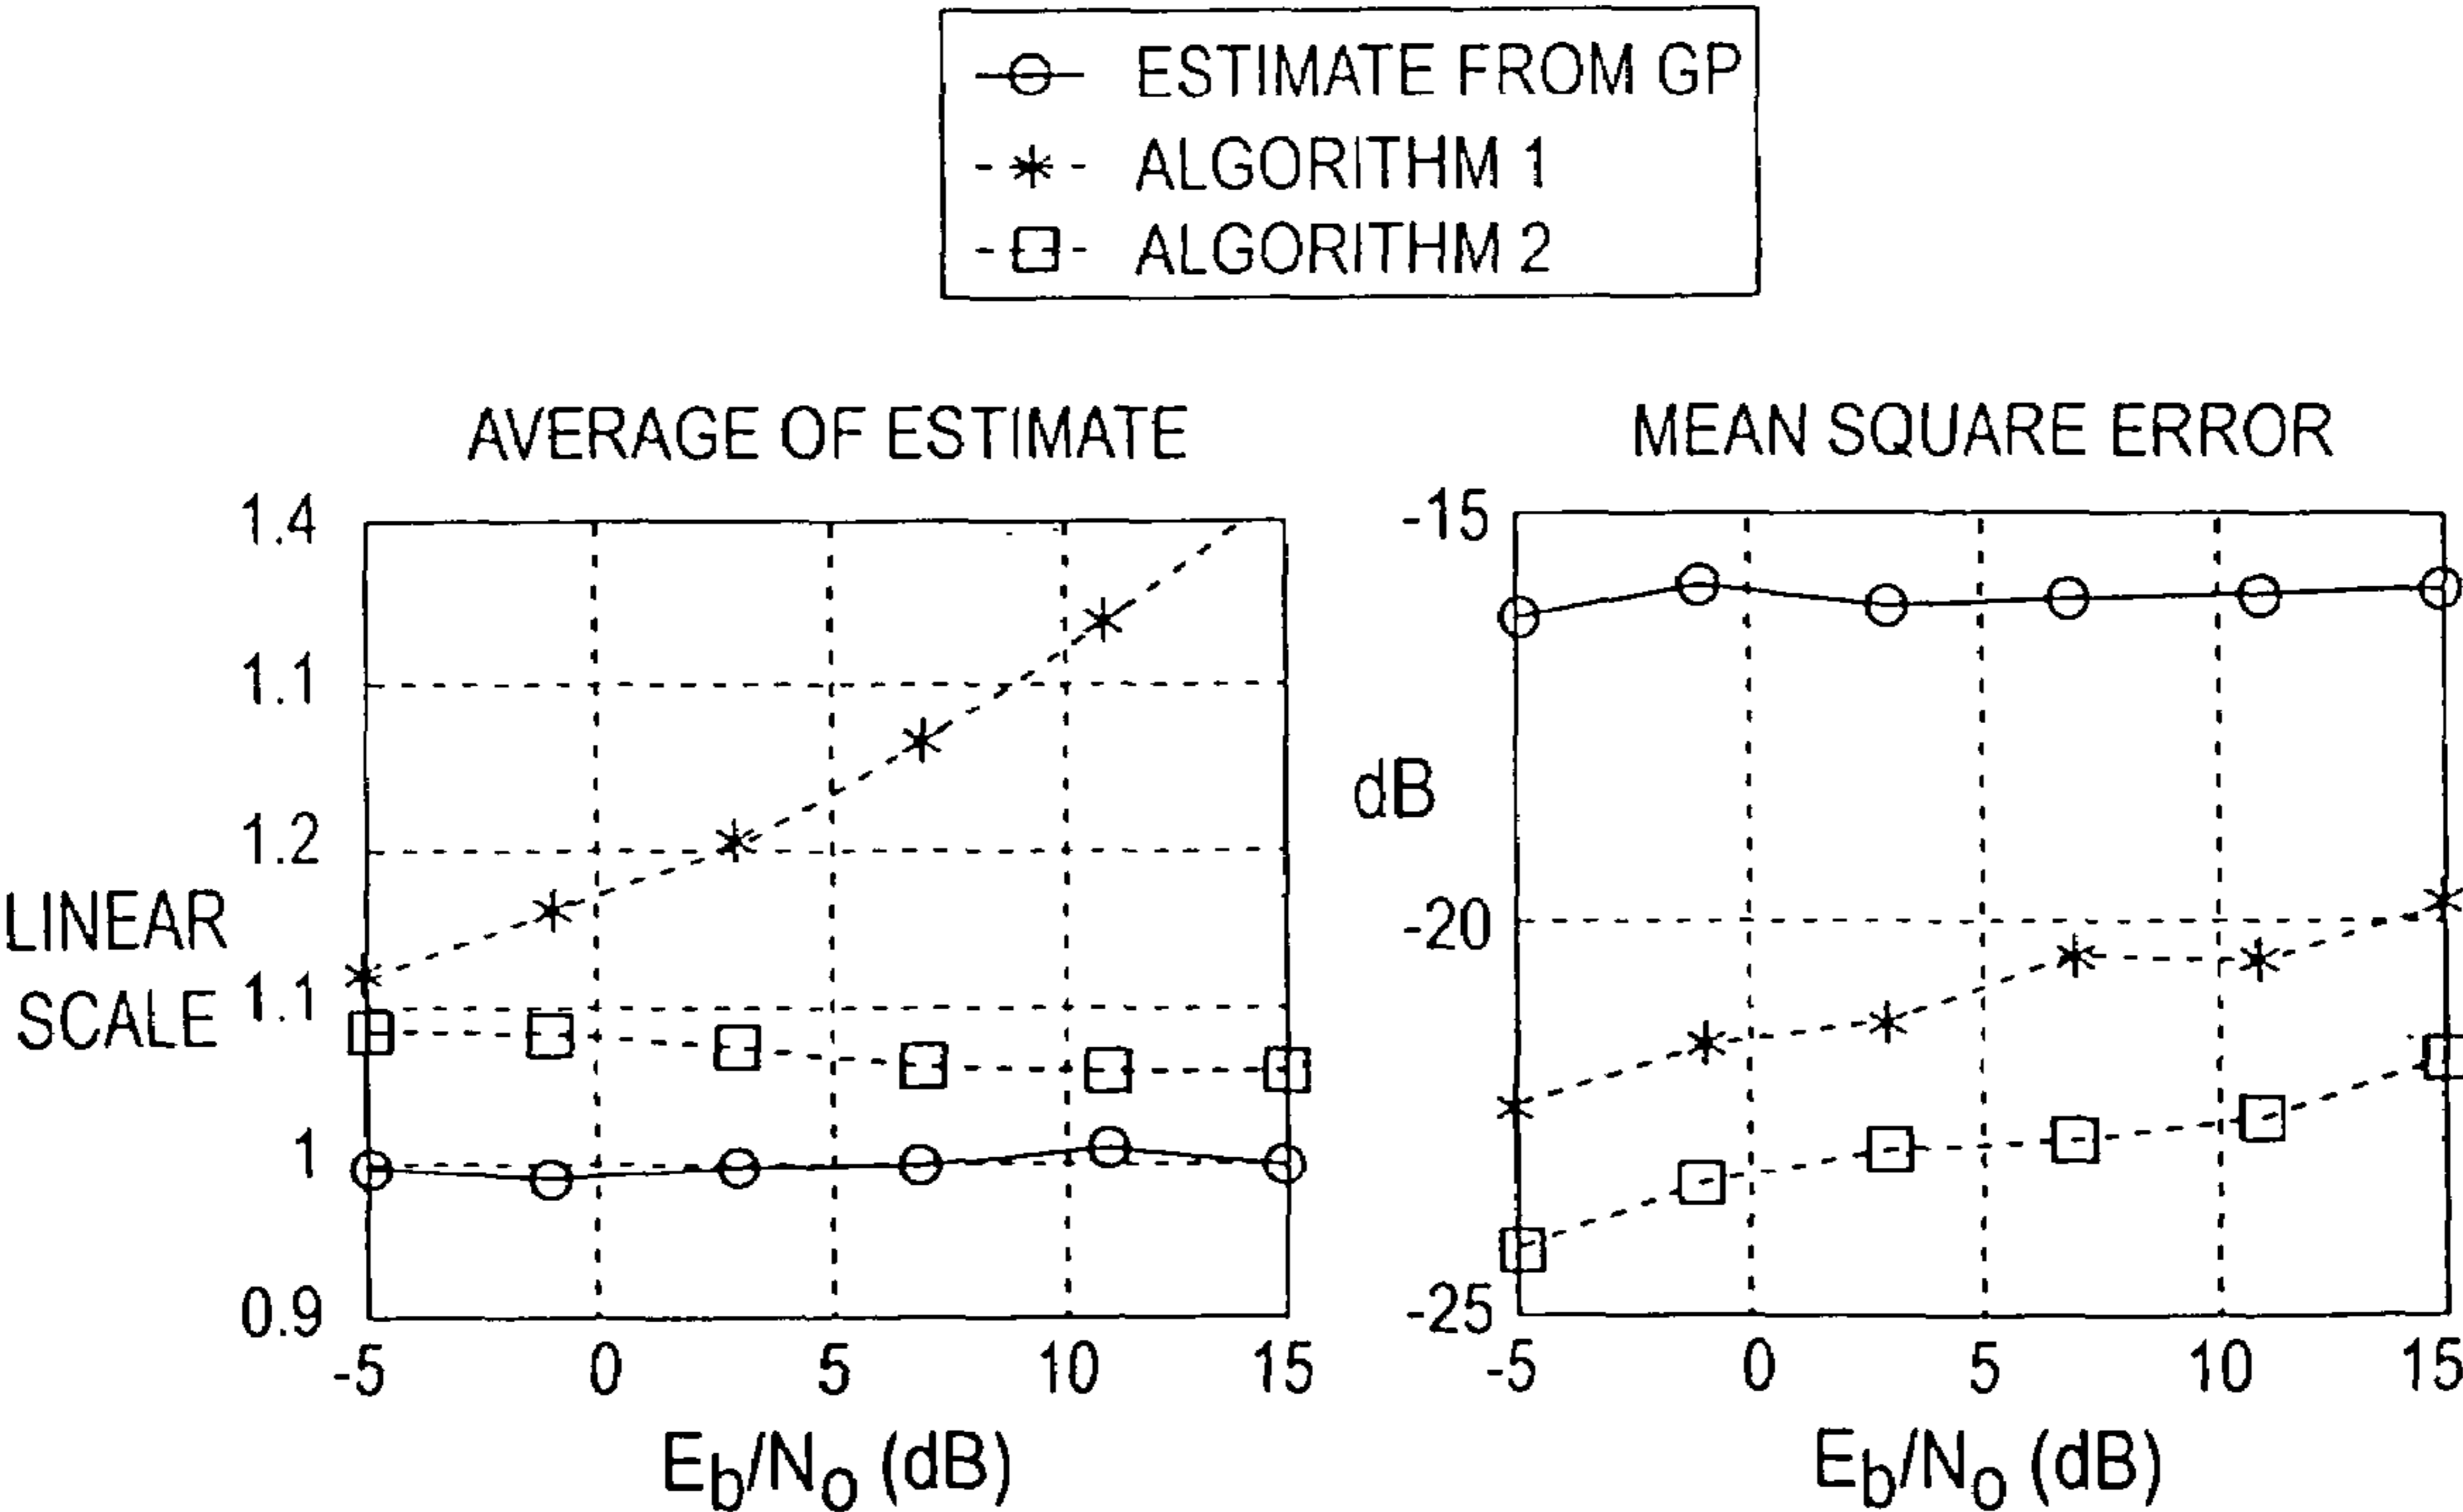 ESTIMATE FROM GP
ALGORITHM 1
ALGORITHM 2
AVERAGE OF ESTIMATE
1.4
1.1
1.2
1.1
1
0.9
LINEAR
SCALE
-5 0 5 10 15
Eb/No (dB)
MEAN SQUARE ERROR
-15
-20
-25
dB
-5 0 5 10 15
Eb/No (dB)